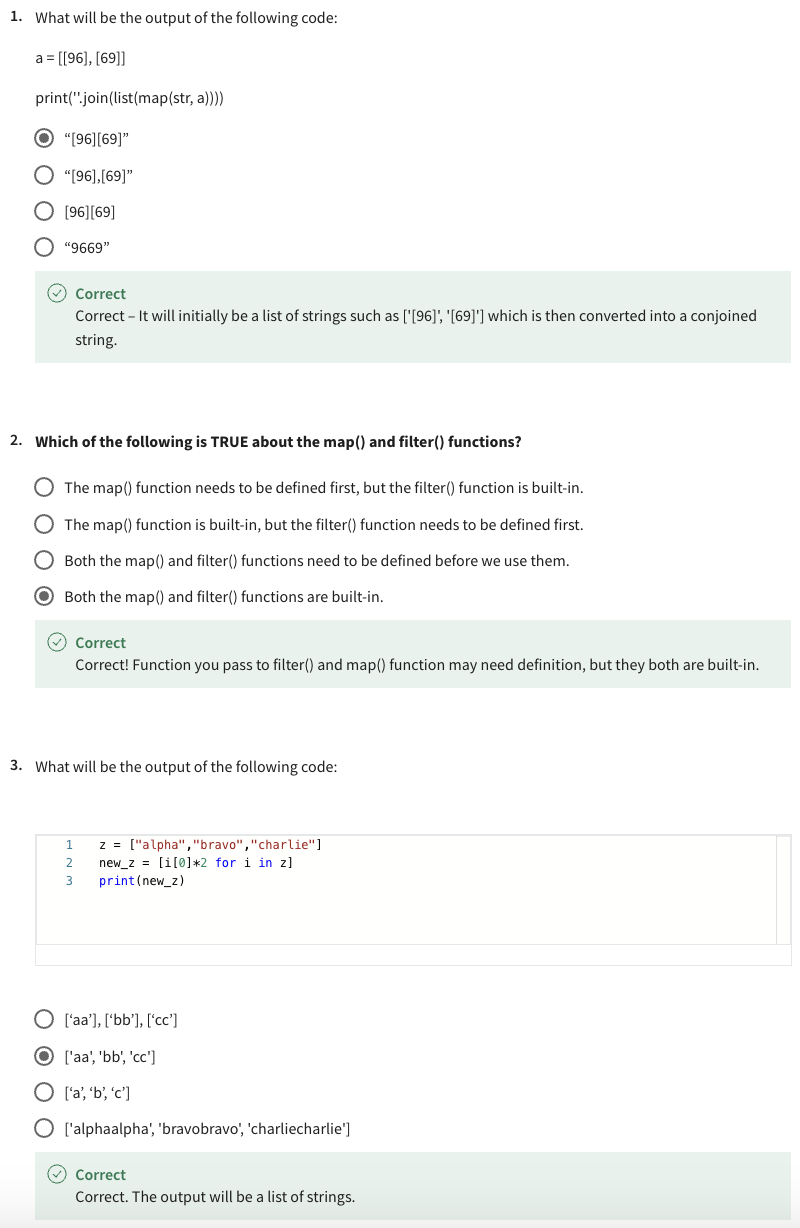 1. What will be the output of the following code:
a = [[96], [69]]
print(''.join(list(map(str, a))))
“[96][69]”
“[96],[69]”
[96][69]
“9669”
Correct
Correct – It will initially be a list of strings such as ['[96]', '[69]'] which is then converted into a conjoined
string.
2. Which of the following is TRUE about the map() and filter() functions?
The map() function needs to be defined first, but the filter() function is built-in.
The map() function is built-in, but the filter() function needs to be defined first.
Both the map() and filter() functions need to be defined before we use them.
Both the map() and filter() functions are built-in.
Correct
Correct! Function you pass to filter() and map() function may need definition, but they both are built-in.
3. What will be the output of the following code:
1 z = ["alpha","bravo","charlie"]
2 new_z = [i[0]*2 for i in z]
3 print(new_z)
[‘aa’], [‘bb’], [‘cc’]
['aa', 'bb', 'cc']
[‘a’, ‘b’, ‘c’]
['alphaalpha', 'bravobravo', 'charliecharlie']
Correct
Correct. The output will be a list of strings.